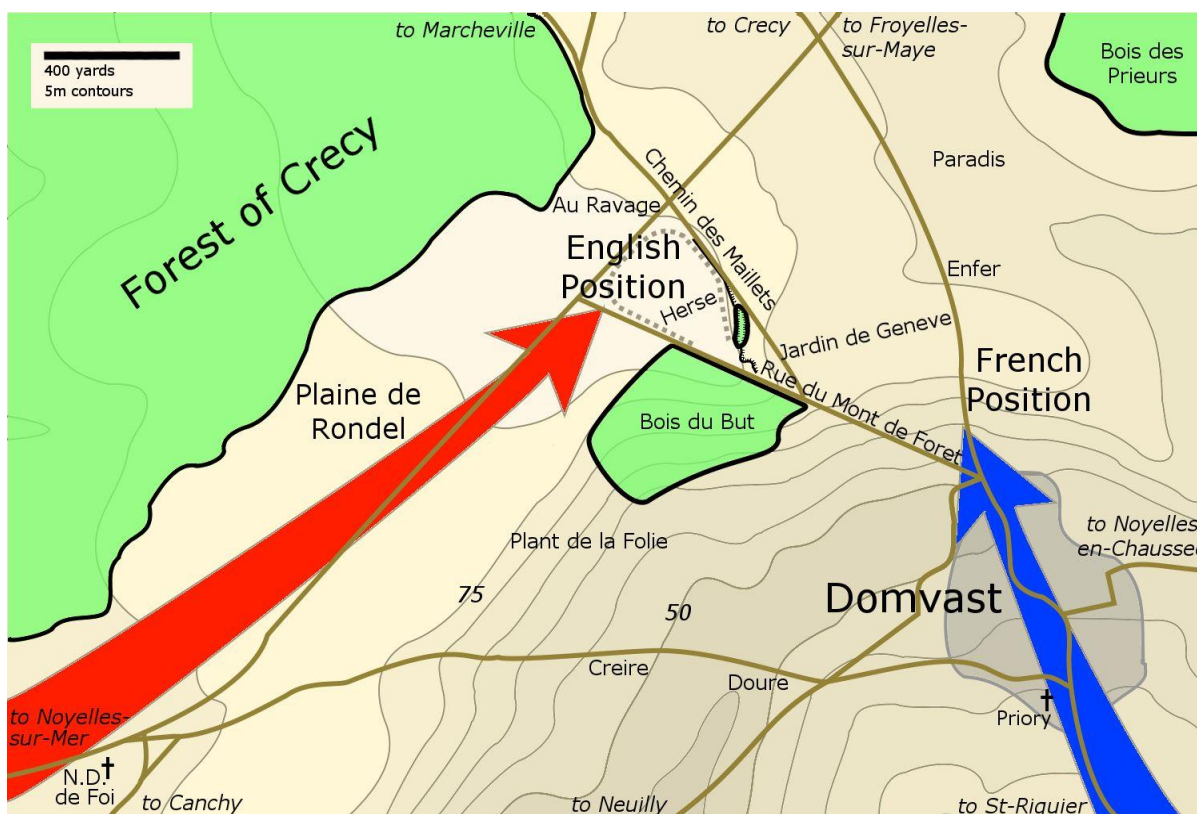 to Marcheville
to Crecy
to Froyelles-
sur-Maye
Bois des
Prieurs
400 yards
5m contours
Forest of Crecy
Chemin des Maillets
Paradis
Au Ravage
English
Position
Herse
Enfer
Jardin de Geneve
French
Position
Rue du Mont de Foret
Plaine de
Rondel
Bois du But
Plant de la Folie
to Noyelles
en-Chaussee
75
50
Domvast
Creire
Doure
Priory
to Noyelles-
sur-Mer
N.D.
de Foi
to Canchy
to Neuilly
to St-Riquier